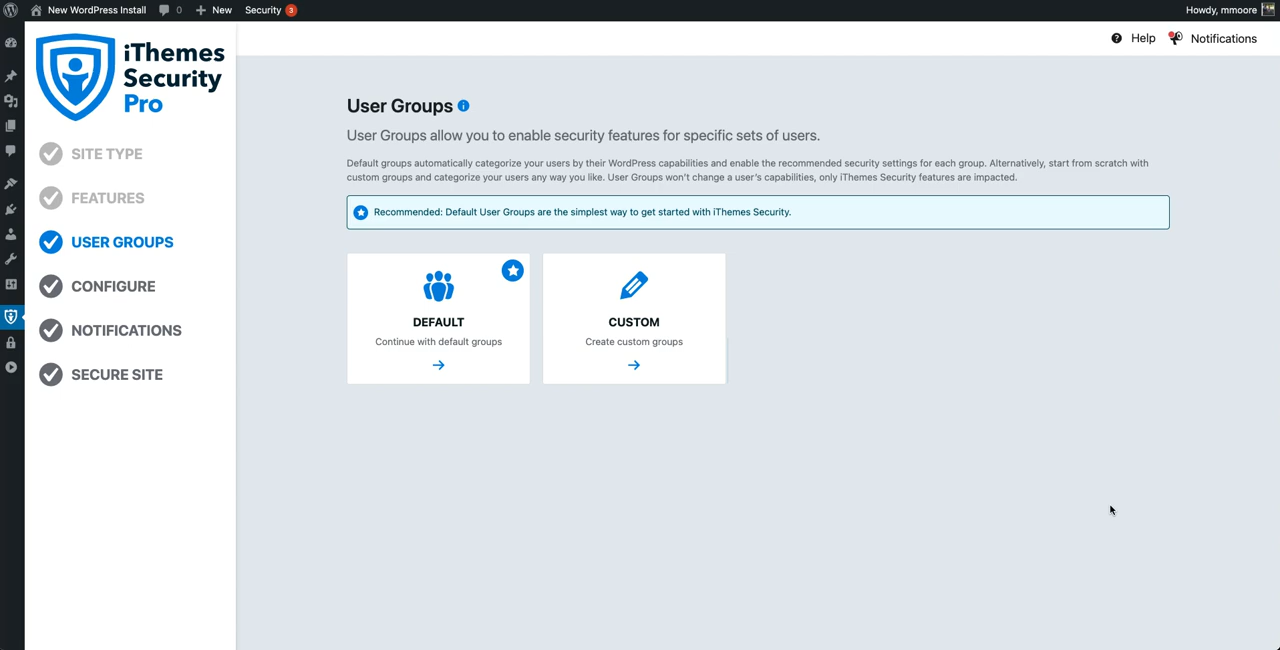 New WordPress Install 0 New Security 3 Howdy, mmoore
iThemes
Security
Pro
Help Notifications
SITE TYPE
FEATURES
USER GROUPS
CONFIGURE
NOTIFICATIONS
SECURE SITE
User Groups
User Groups allow you to enable security features for specific sets of users.
Default groups automatically categorize your users by their WordPress capabilities and enable the recommended security settings for each group. Alternatively, start from scratch with
custom groups and categorize your users any way you like. User Groups won't change a user's capabilities, only iThemes Security features are impacted.
Recommended: Default User Groups are the simplest way to get started with iThemes Security.
DEFAULT
Continue with default groups
CUSTOM
Create custom groups